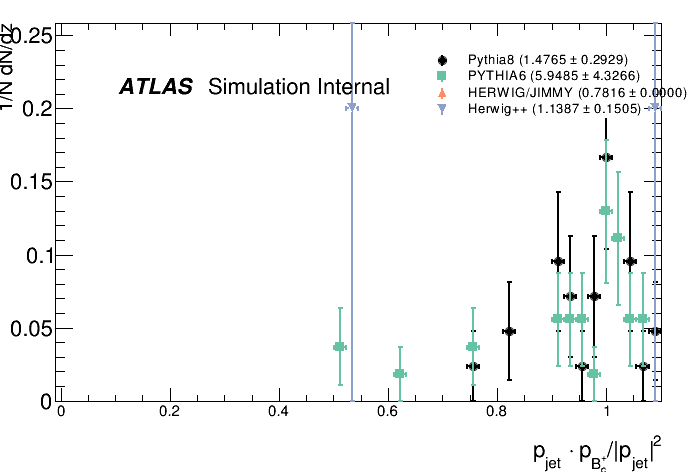 1/N dN/dz
0.25
0.2
0.15
0.1
0.05
0
ATLAS Simulation Internal
Pythia8 (1.4765 ± 0.2929)
PYTHIA6 (5.9485 ± 4.3266)
HERWIG/JIMMY (0.7816 ± 0.0000)
Herwig++ (1.1387 ± 0.1505)
0 0.2 0.4 0.6 0.8 1
p_jet · p_{B_c^+}/|p_jet|^2